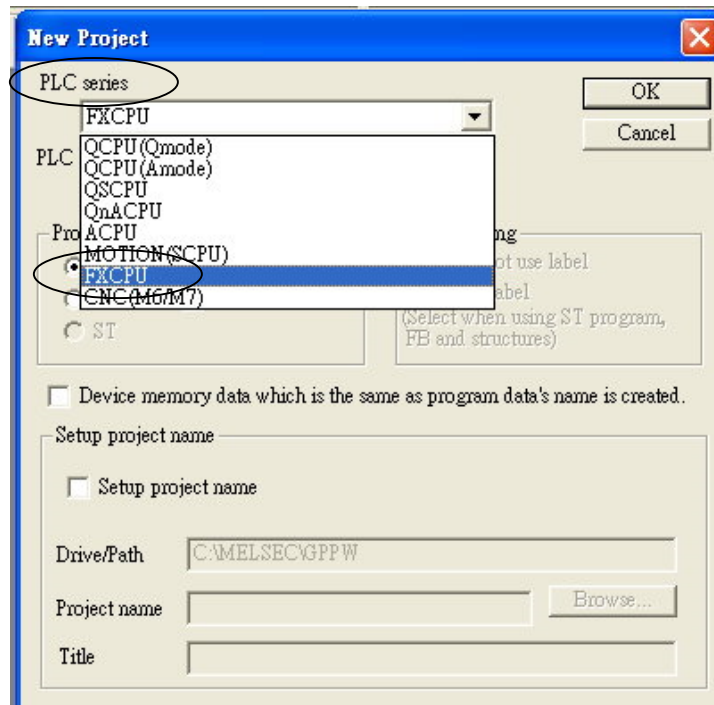 New Project
PLC series
OK
FXCPU
Cancel
QCPU(Qmode)
PLC
QCPU(Amode)
QSCPU
QnACPU
ACPU
MOTION(SCPU)
FXCPU
ot use label
CNC(M6/M7)
abel
(Select when using ST program,
FB and structures)
ST
Device memory data which is the same as program data's name is created.
Setup project name
Setup project name
Drive/Path
C:\MELSEC\GPPW
Project name
Browse...
Title